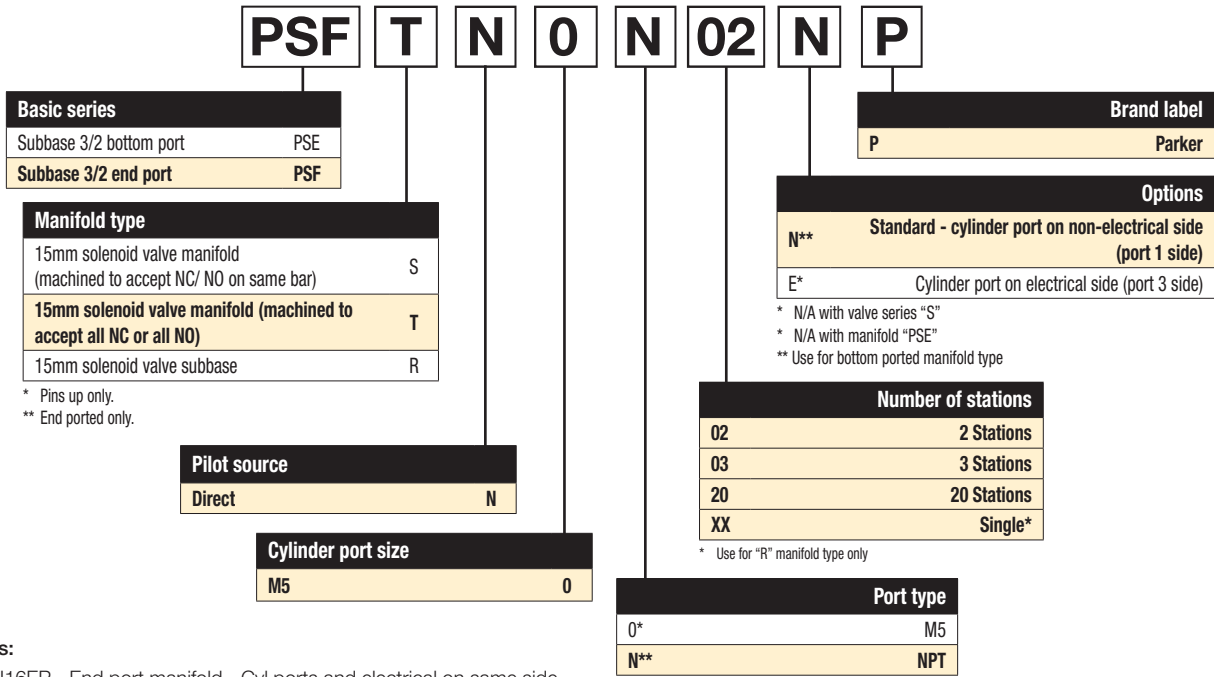 PSF T N 0 N 02 N P
Basic series
Subbase 3/2 bottom port PSE
Subbase 3/2 end port PSF
Brand label
P Parker
Manifold type
15mm solenoid valve manifold
(machined to accept NC/ NO on same bar) S
15mm solenoid valve manifold (machined to
accept all NC or all NO) T
15mm solenoid valve subbase R
* Pins up only.
** End ported only.
Options
N** Standard - cylinder port on non-electrical side
(port 1 side)
E* Cylinder port on electrical side (port 3 side)
* N/A with valve series “S”
* N/A with manifold “PSE”
** Use for bottom ported manifold type
Number of stations
02 2 Stations
03 3 Stations
20 20 Stations
XX Single*
* Use for “R” manifold type only
Pilot source
Direct N
Cylinder port size
M5 0
Port type
0* M5
N** NPT